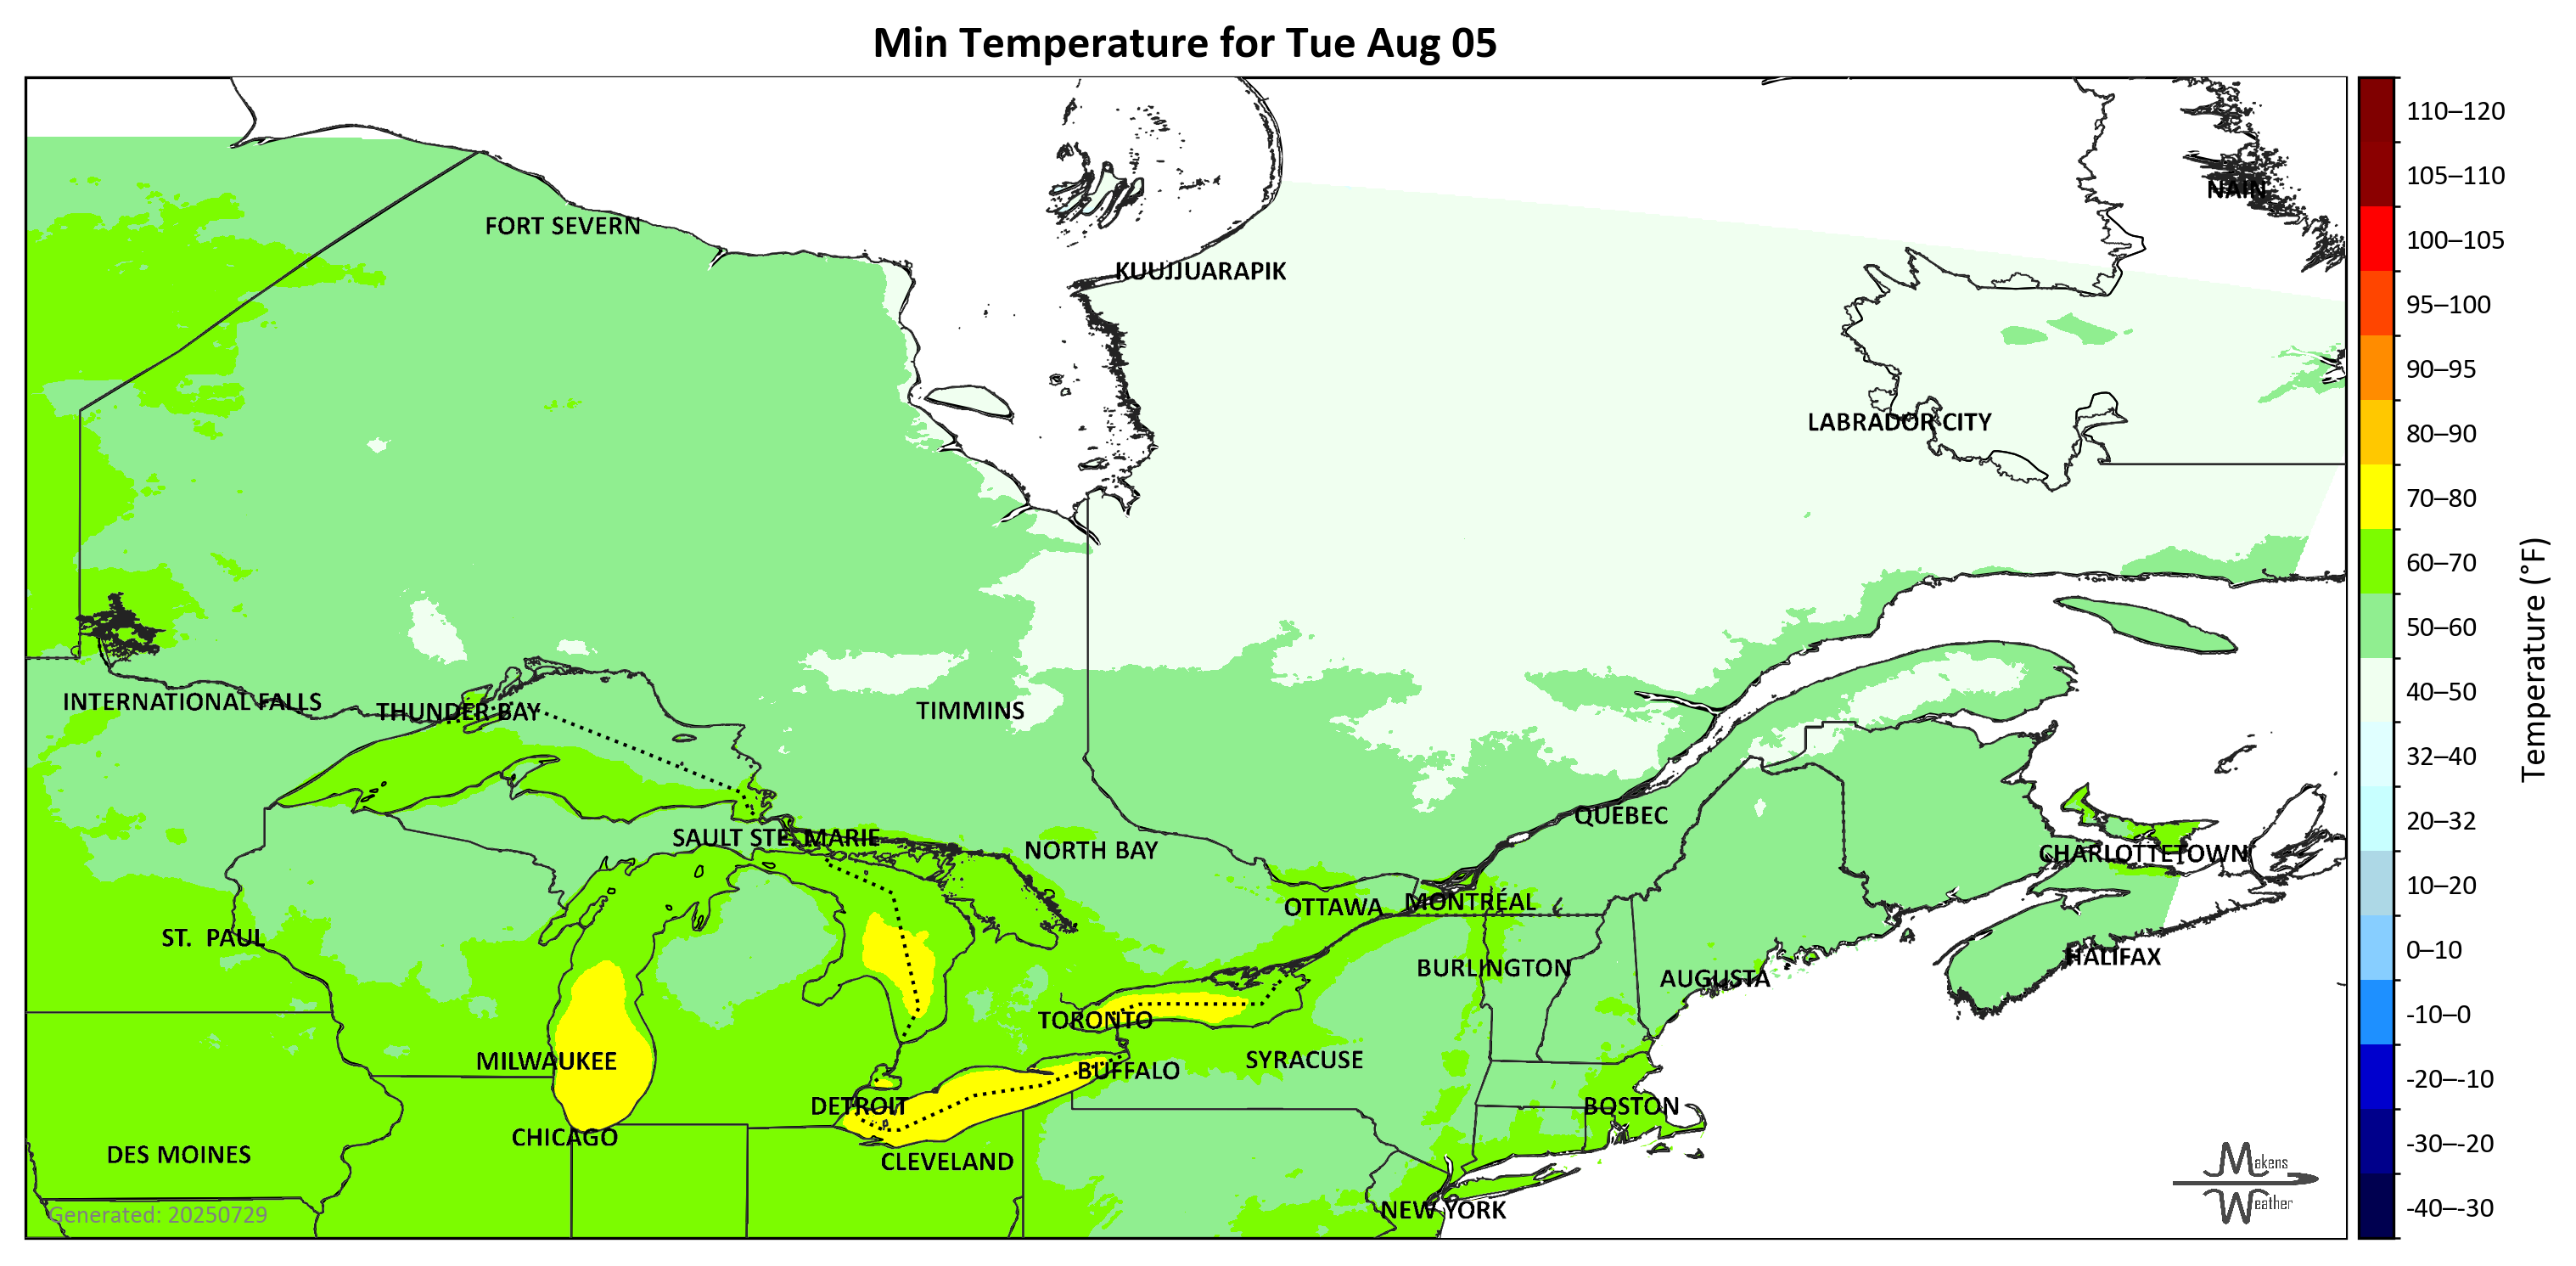 Min Temperature for Tue Aug 05
110–120
105–110
NAIN
FORT SEVERN
100–105
KUUJJUARAPIK
95–100
90–95
LABRADOR CITY
80–90
70–80
60–70
50–60
Temperature (°F)
40–50
INTERNATIONAL FALLS
THUNDER BAY
TIMMINS
32–40
QUEBEC
20–32
SAULT STE. MARIE
NORTH BAY
CHARLOTTETOWN
10–20
OTTAWA
MONTRÉAL
ST. PAUL
0–10
HALIFAX
BURLINGTON
AUGUSTA
-10–0
TORONTO
MILWAUKEE
SYRACUSE
BUFFALO
-20–-10
DETROIT
BOSTON
CHICAGO
-30–-20
DES MOINES
CLEVELAND
Makens
Weather
NEW YORK
-40–-30
Generated: 20250729